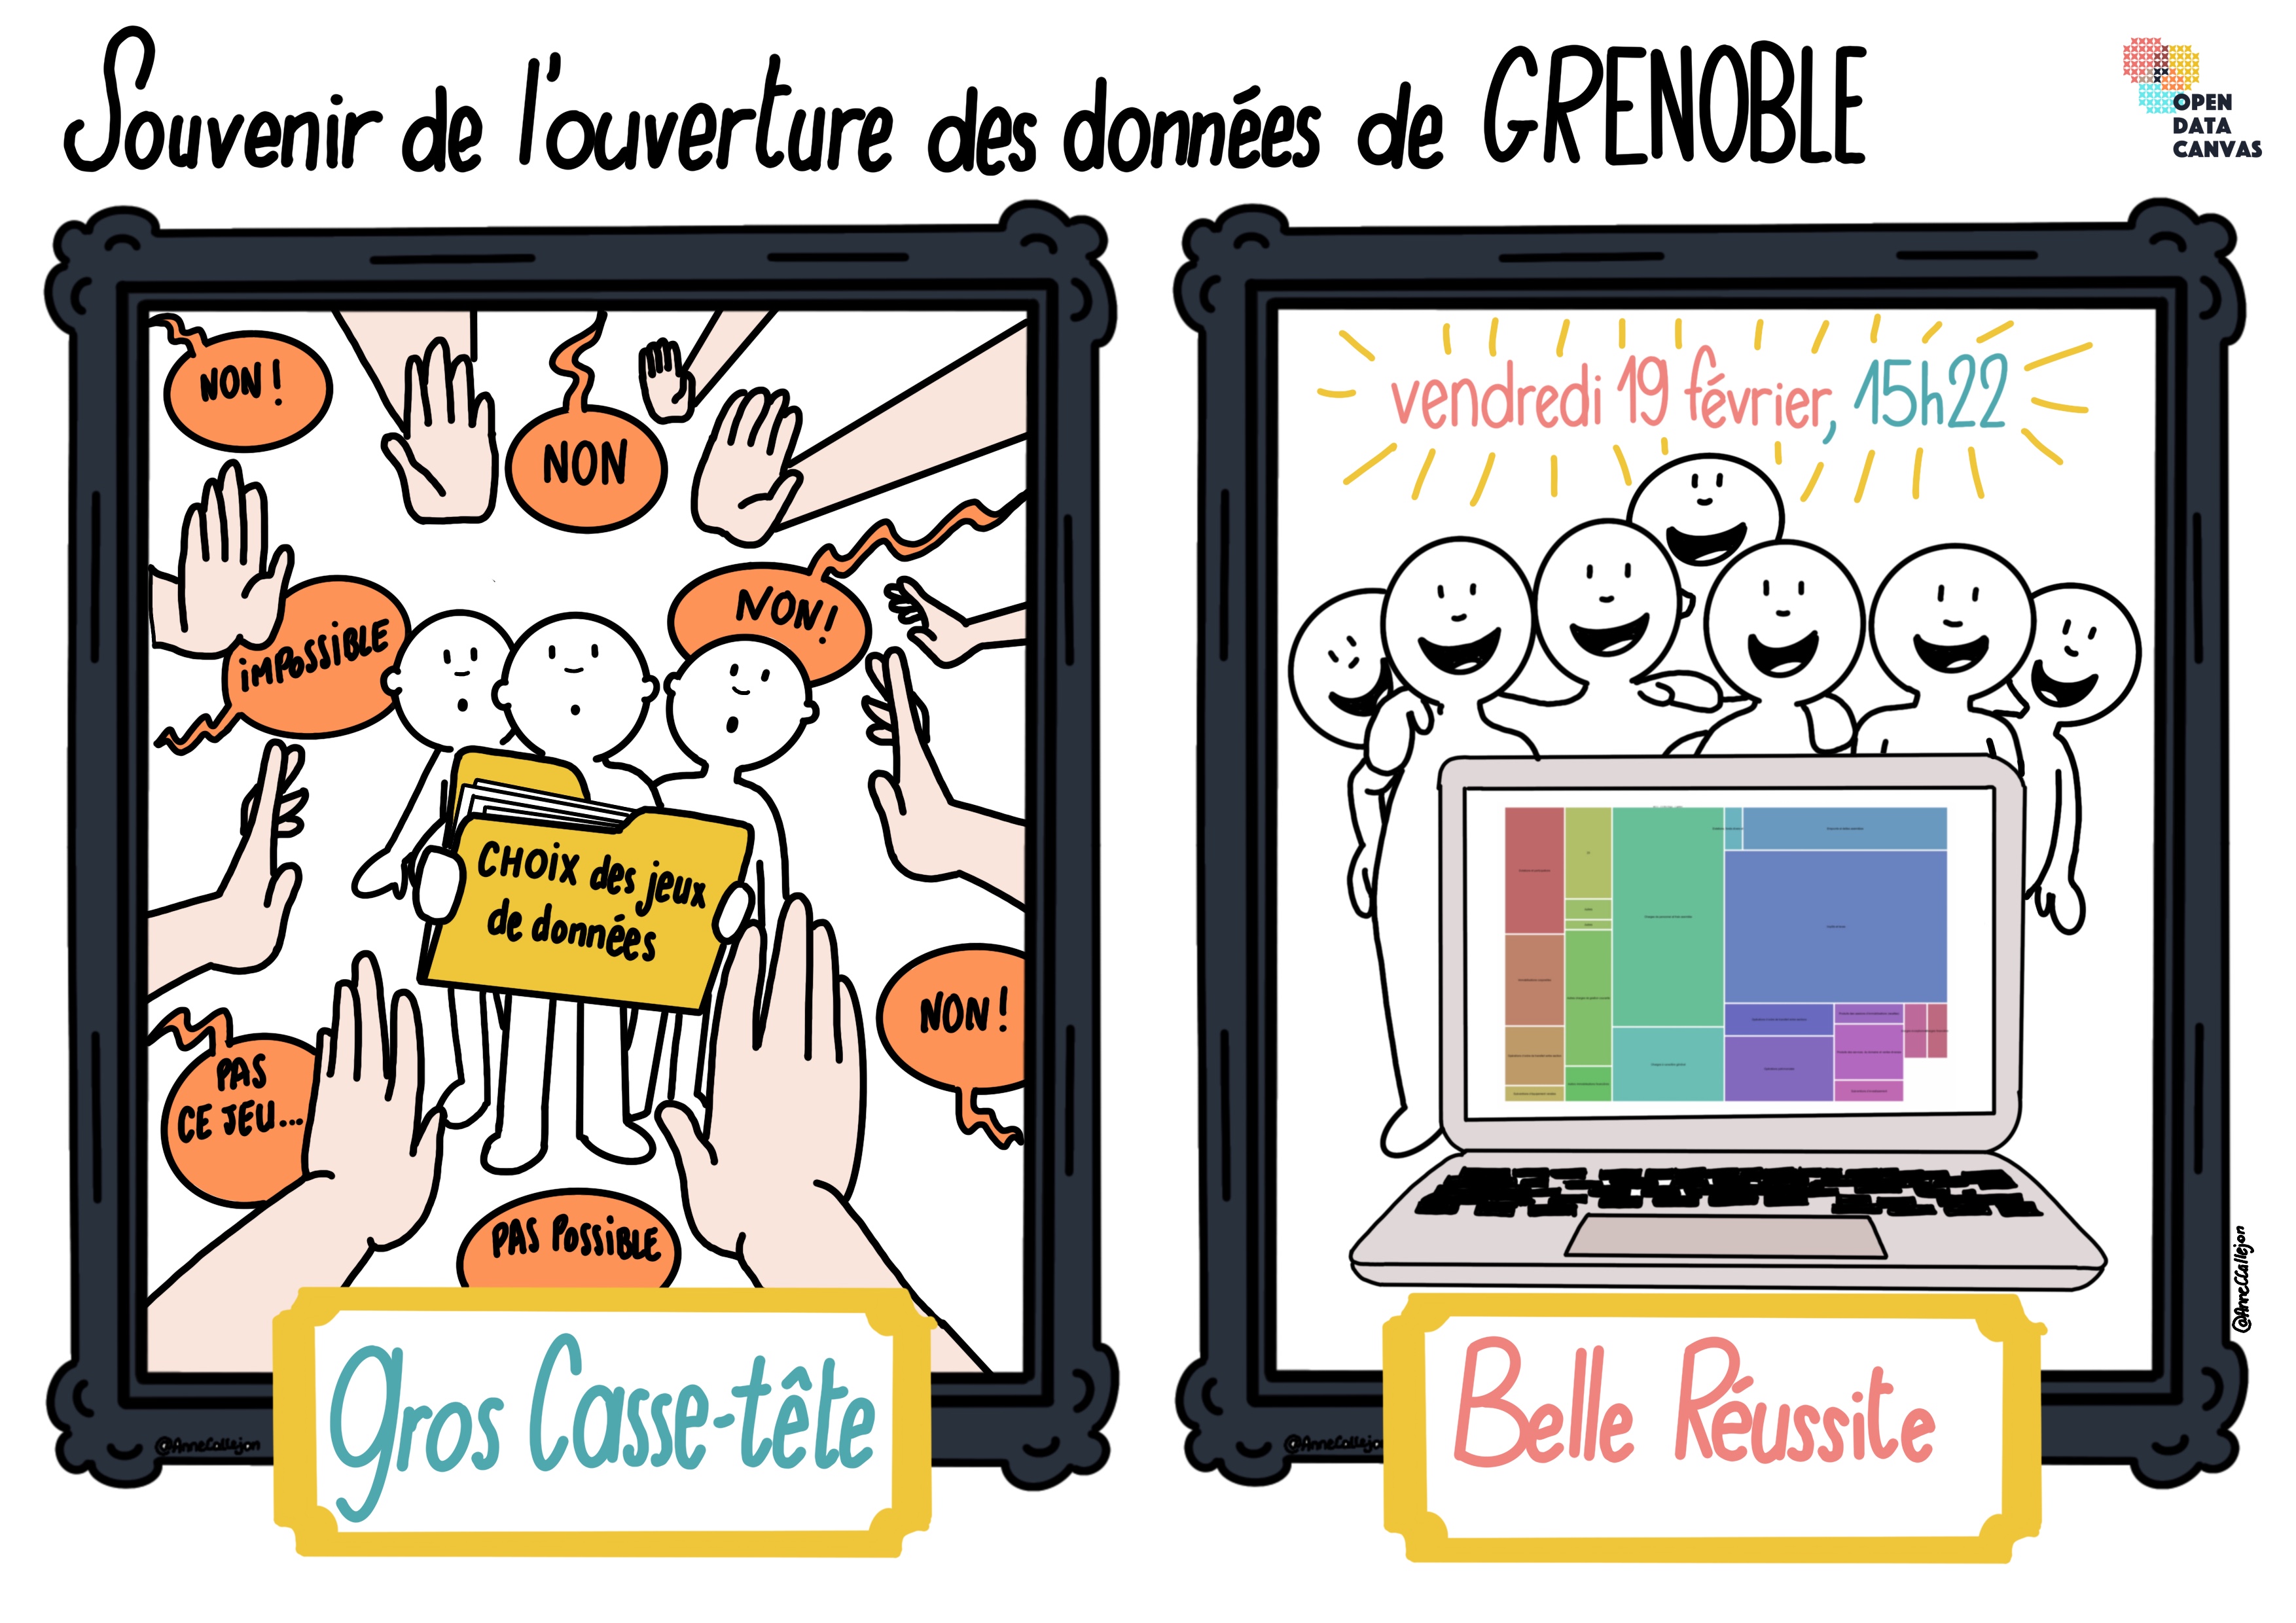 Souvenir de l'ouverture des données de GRENOBLE
OPEN
DATA
CANVAS
NON !
NON
NON!
iMPOSSiBLE
CHOiX des jeux
de données
NON !
PAS
CE JEU...
PAS POSSiBLE
Gros Casse-tête
@AnneCallejon
vendredi 19 février, 15h22
Belle Réussite
@AnneCallejon
@AnneCCallejon